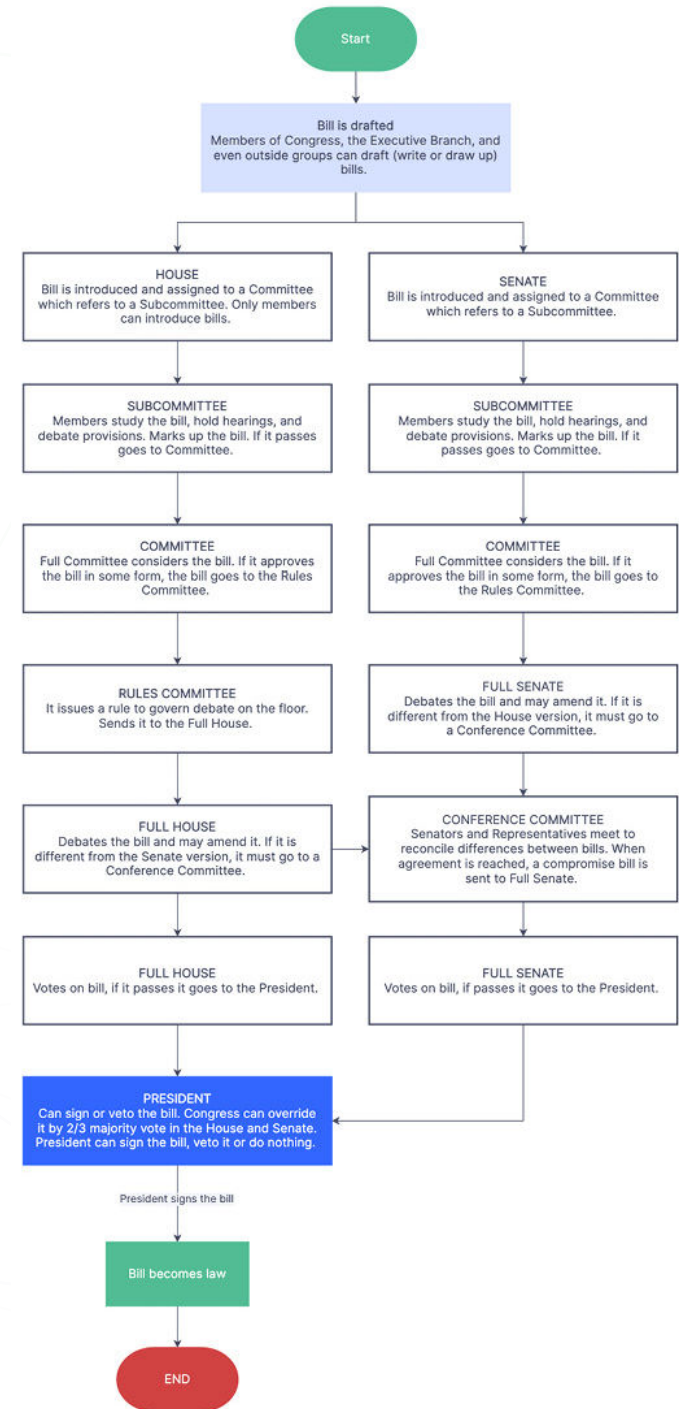 Start
Bill is drafted
Members of Congress, the Executive Branch, and
even outside groups can draft (write or draw up)
bills.
HOUSE
Bill is introduced and assigned to a Committee
which refers to a Subcommittee. Only members
can introduce bills.
SENATE
Bill is introduced and assigned to a Committee
which refers to a Subcommittee.
SUBCOMMITTEE
Members study the bill, hold hearings, and
debate provisions. Marks up the bill. If it passes
goes to Committee.
SUBCOMMITTEE
Members study the bill, hold hearings, and
debate provisions. Marks up the bill. If it
passes goes to Committee.
COMMITTEE
Full Committee considers the bill. If it approves
the bill in some form, the bill goes to the Rules
Committee.
COMMITTEE
Full Committee considers the bill. If it
approves the bill in some form, the bill goes to
the Rules Committee.
RULES COMMITTEE
It issues a rule to govern debate on the floor.
Sends it to the Full House.
FULL SENATE
Debates the bill and may amend it. If it is
different from the House version, it must go to
a Conference Committee.
FULL HOUSE
Debates the bill and may amend it. If it is
different from the Senate version, it must go to a
Conference Committee.
CONFERENCE COMMITTEE
Senators and Representatives meet to
reconcile differences between bills. When
agreement is reached, a compromise bill is
sent to Full Senate.
FULL HOUSE
Votes on bill, if it passes it goes to the President.
FULL SENATE
Votes on bill, if passes it goes to the President.
PRESIDENT
Can sign or veto the bill. Congress can override
it by 2/3 majority vote in the House and Senate.
President can sign the bill, veto it or do nothing.
President signs the bill
Bill becomes law
END